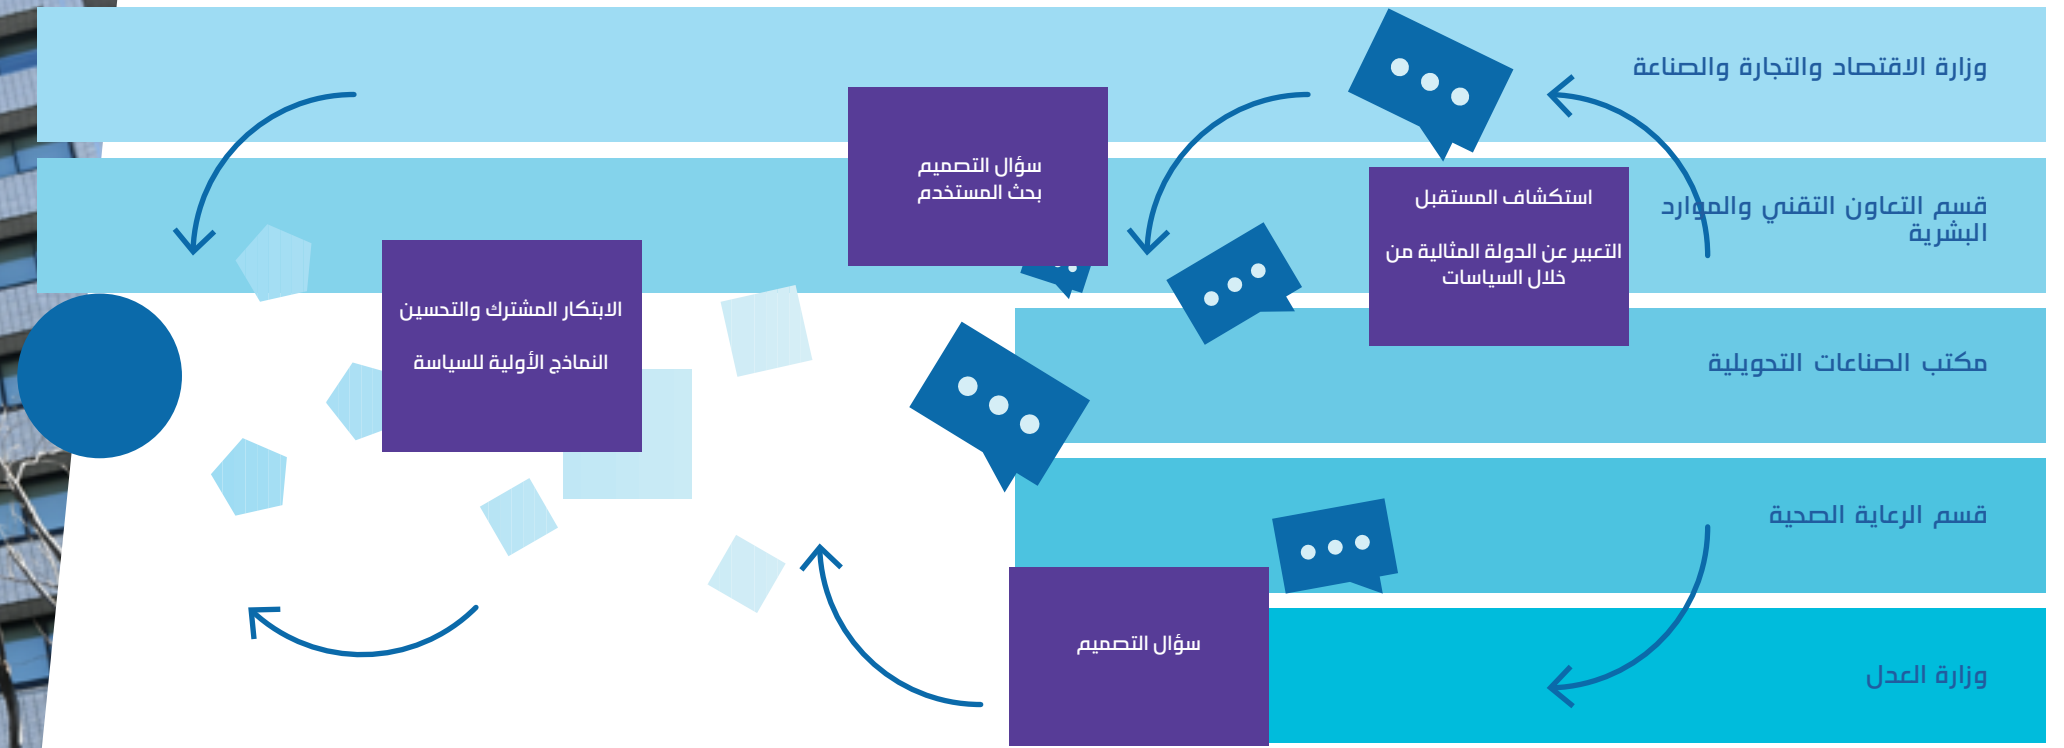 وزارة الاقتصاد والتجارة والصناعة
قسم التعاون التقني والموارد
البشرية
مكتب الصناعات التحويلية
قسم الرعاية الصحية
وزارة العدل
استكشاف المستقبل
التعبير عن الدولة المثالية من
خلال السياسات
سؤال التصميم
بحث المستخدم
سؤال التصميم
الابتكار المشترك والتحسين
النماذج الأولية للسياسة